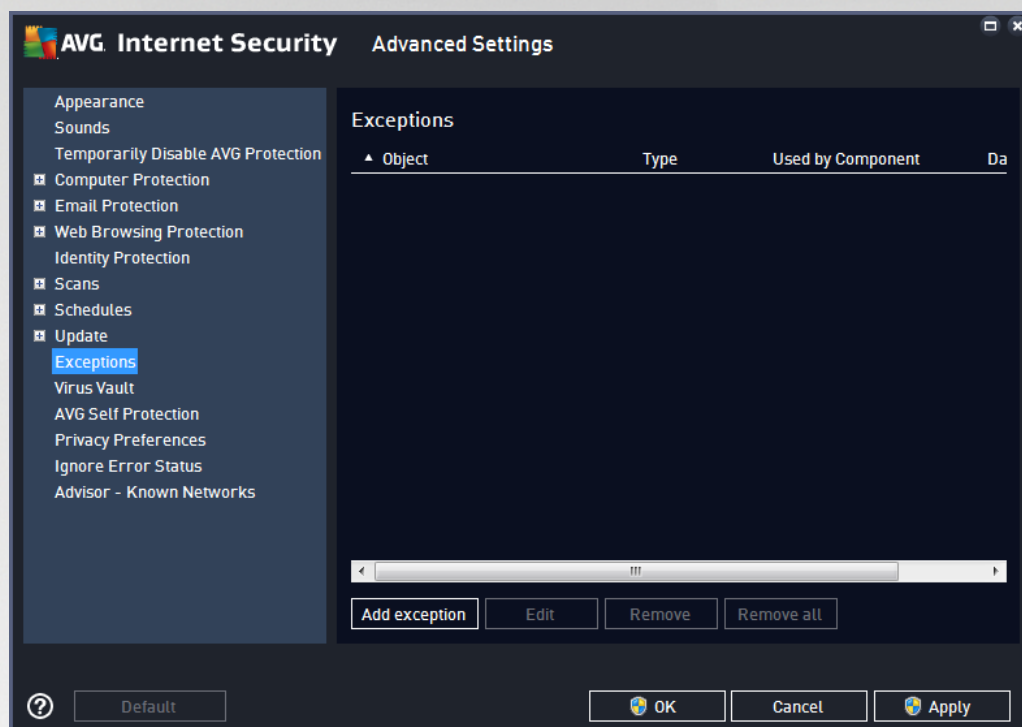 AVG. Internet Security
Advanced Settings
Appearance
Sounds
Temporarily Disable AVG Protection
Computer Protection
Email Protection
Web Browsing Protection
Identity Protection
Scans
Schedules
Update
Exceptions
Virus Vault
AVG Self Protection
Privacy Preferences
Ignore Error Status
Advisor - Known Networks
Exceptions
Object Type Used by Component Da
Add exception Edit Remove Remove all
? Default OK Cancel Apply